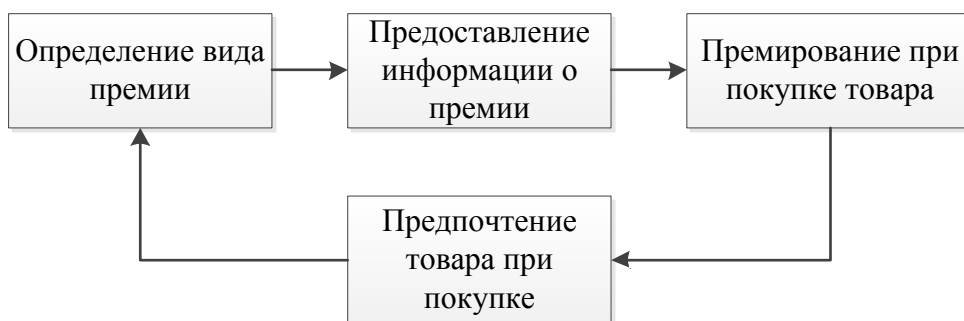 Определение вида
премии
Предоставление
информации о
премии
Премирование при
покупке товара
Предпочтение
товара при
покупке